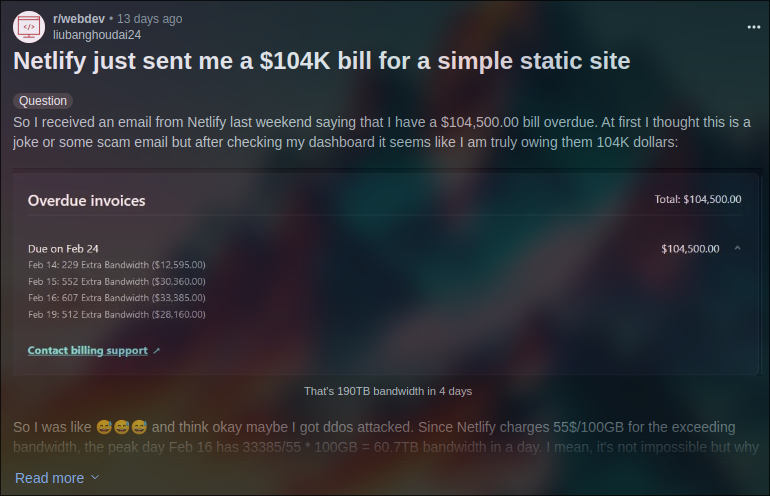 r/webdev • 13 days ago
liubanghoudai24
Netlify just sent me a $104K bill for a simple static site
Question
So I received an email from Netlify last weekend saying that I have a $104,500.00 bill overdue. At first I thought this is a
joke or some scam email but after checking my dashboard it seems like I am truly owing them 104K dollars:
Overdue invoices
Total: $104,500.00
Due on Feb 24
$104,500.00
Feb 14: 229 Extra Bandwidth ($12,595.00)
Feb 15: 552 Extra Bandwidth ($30,360.00)
Feb 16: 607 Extra Bandwidth ($33,385.00)
Feb 19: 512 Extra Bandwidth ($28,160.00)
Contact billing support
That's 190TB bandwidth in 4 days
So I was like 😅😅😅 and think okay maybe I got ddos attacked. Since Netlify charges 55$/100GB for the exceeding
bandwidth, the peak day Feb 16 has 33385/55 * 100GB = 60.7TB bandwidth in a day. I mean, it's not impossible but why
Read more